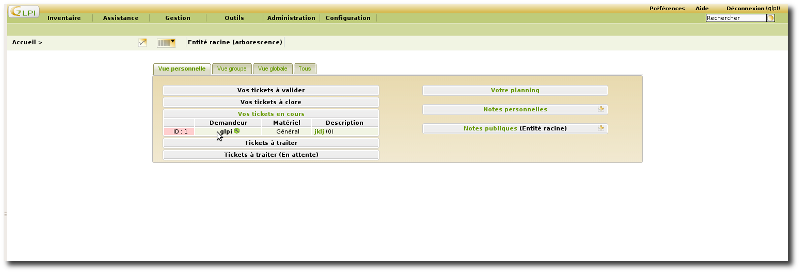 GLPI
Préférences Aide Déconnexion (glpi)
Inventaire Assistance Gestion Outils Administration Configuration
Rechercher
Accueil > Entité racine (arborescence)
Vue personnelle Vue groupe Vue globale Tous
Vos tickets à valider
Vos tickets à clore
Vos tickets en cours
Demandeur Matériel Description
ID : 1 glpi Général jklj (0)
Tickets à traiter
Tickets à traiter (En attente)
Votre planning
Notes personnelles
Notes publiques (Entité racine)